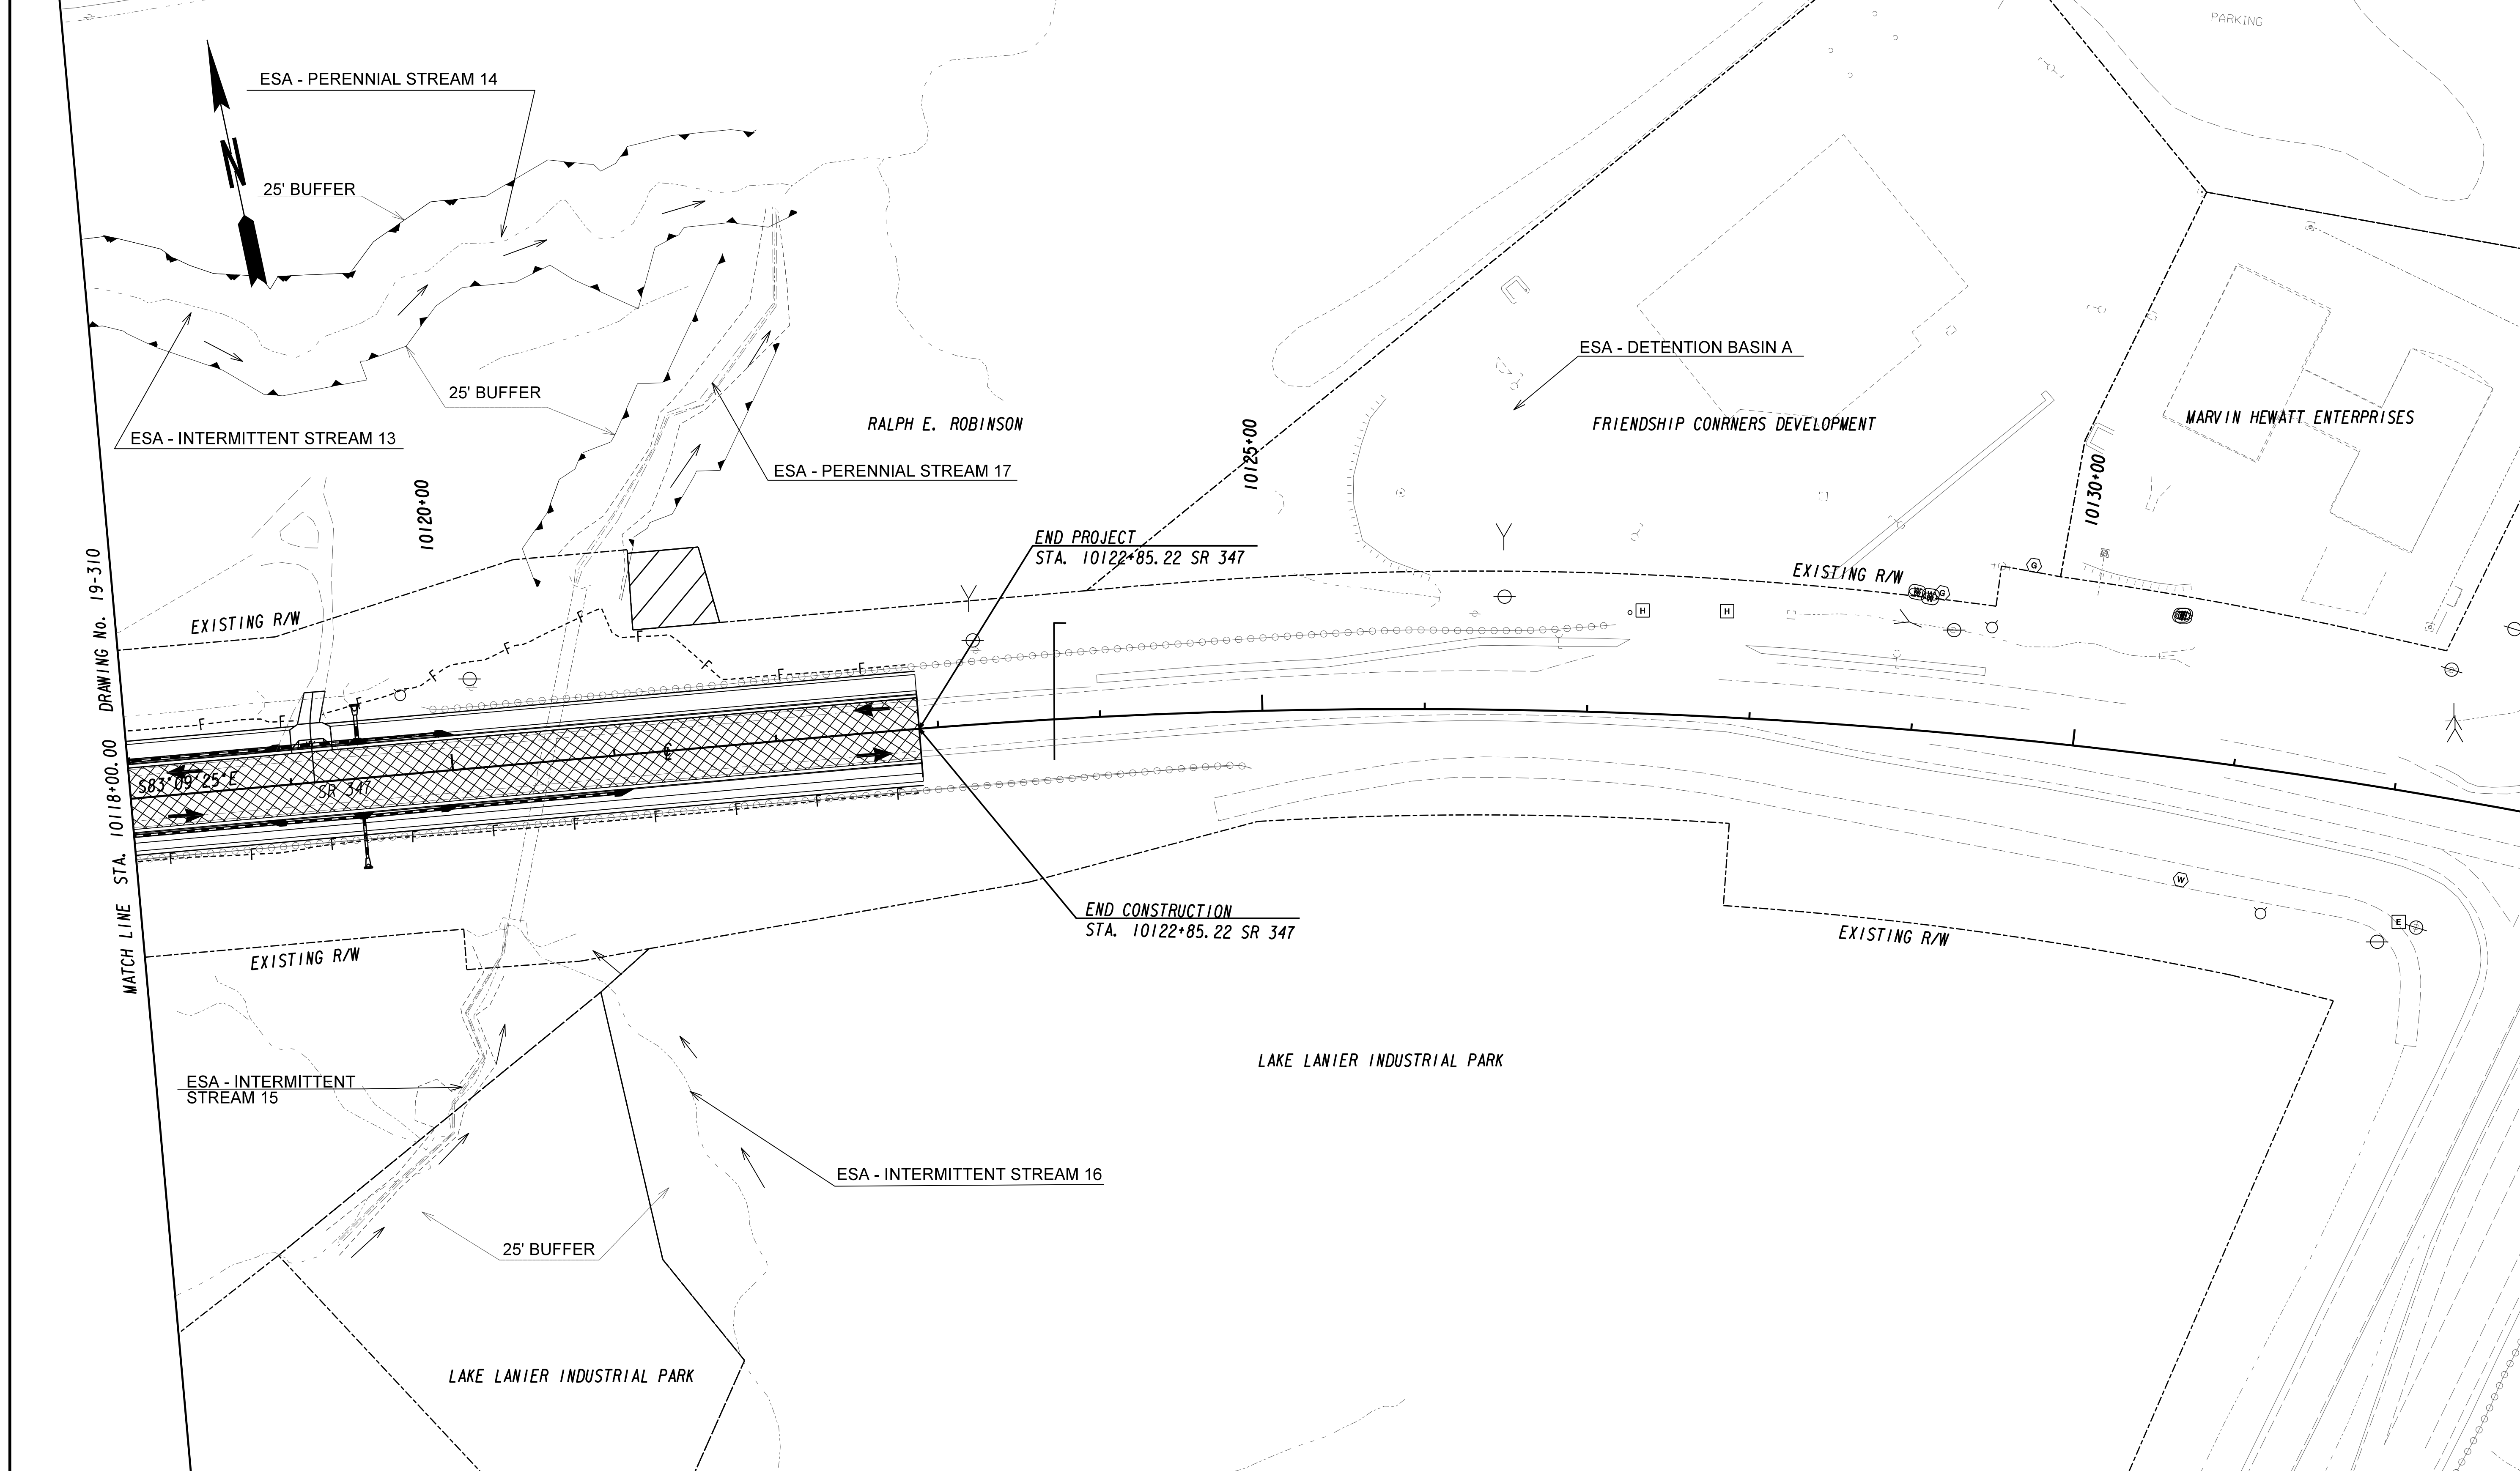 PARKING
ESA - PERENNIAL STREAM 14
N
25' BUFFER
ESA - DETENTION BASIN A
25' BUFFER
RALPH E. ROBINSON
FRIENDSHIP CONRNERS DEVELOPMENT
MARVIN HEWATT ENTERPRISES
ESA - INTERMITTENT STREAM 13
ESA - PERENNIAL STREAM 17
10120+00
10125+00
10130+00
END PROJECT
STA. 10122+85.22 SR 347
EXISTING R/W
EXISTING R/W
G
W
W
G
H
H
F
F
F
F
F
F
F
F
F
F
MATCH LINE STA. 10118+00.00 DRAWING No. 19-310
S83°09'25"E
SR 347
℄
F
F
F
F
F
F
F
F
F
F
W
E
END CONSTRUCTION
STA. 10122+85.22 SR 347
EXISTING R/W
EXISTING R/W
LAKE LANIER INDUSTRIAL PARK
ESA - INTERMITTENT
STREAM 15
ESA - INTERMITTENT STREAM 16
25' BUFFER
LAKE LANIER INDUSTRIAL PARK